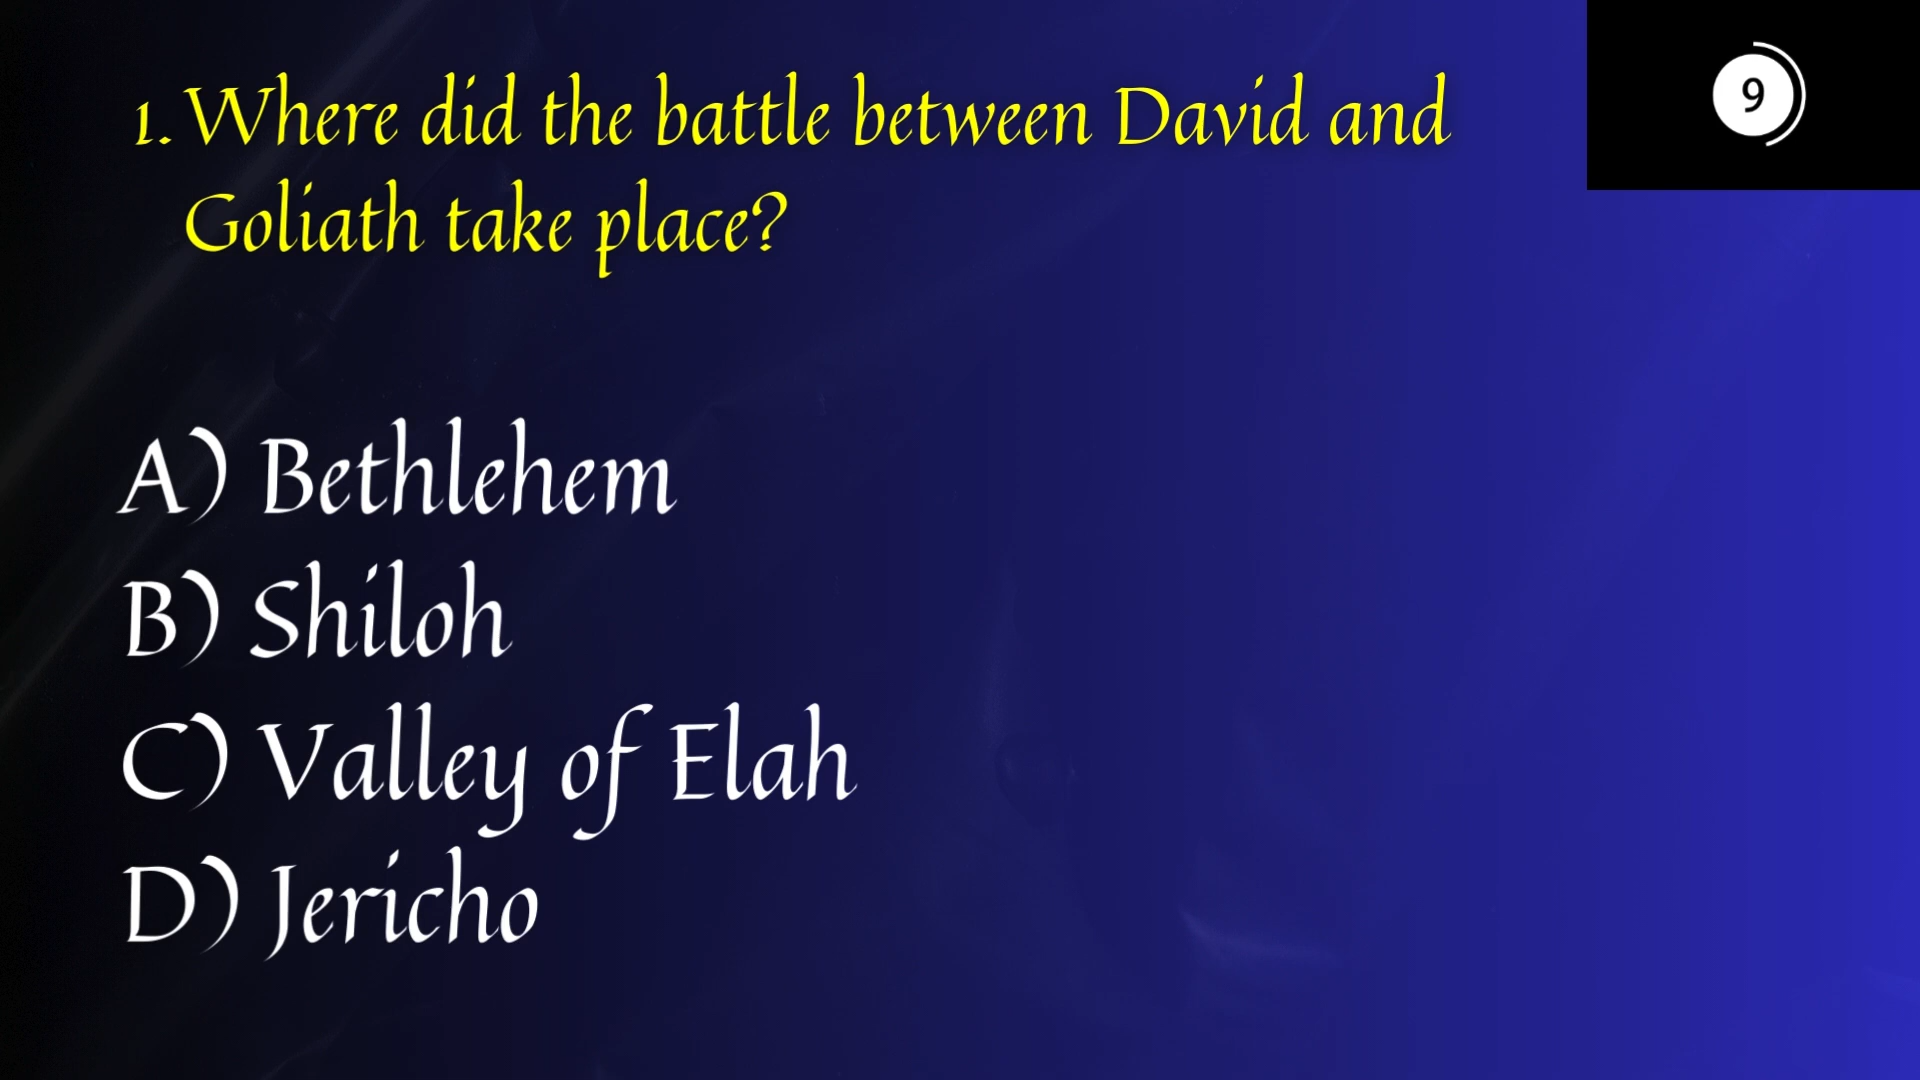 1. Where did the battle between David and
Goliath take place?
9
A) Bethlehem
B) Shiloh
C) Valley of Elah
D) Jericho